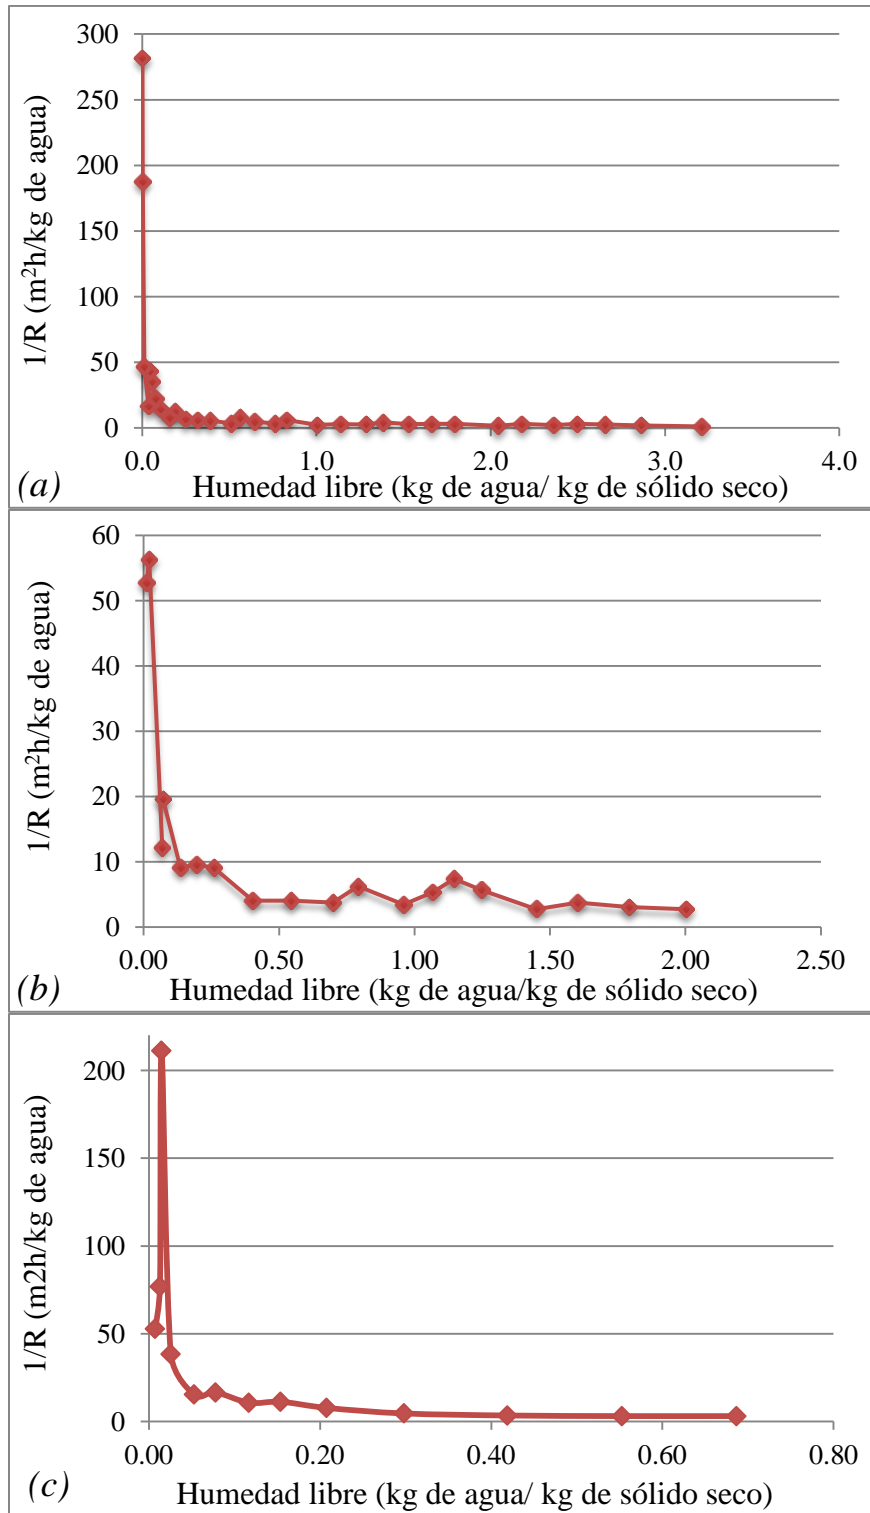 300
250
200
150
100
50
0
1/R (m²h/kg de agua)
0.0 1.0 2.0 3.0 4.0
(a) Humedad libre (kg de agua/ kg de sólido seco)
60
50
40
30
20
10
0
1/R (m²h/kg de agua)
0.00 0.50 1.00 1.50 2.00 2.50
(b) Humedad libre (kg de agua/kg de sólido seco)
200
150
100
50
0
1/R (m2h/kg de agua)
0.00 0.20 0.40 0.60 0.80
(c) Humedad libre (kg de agua/ kg de sólido seco)